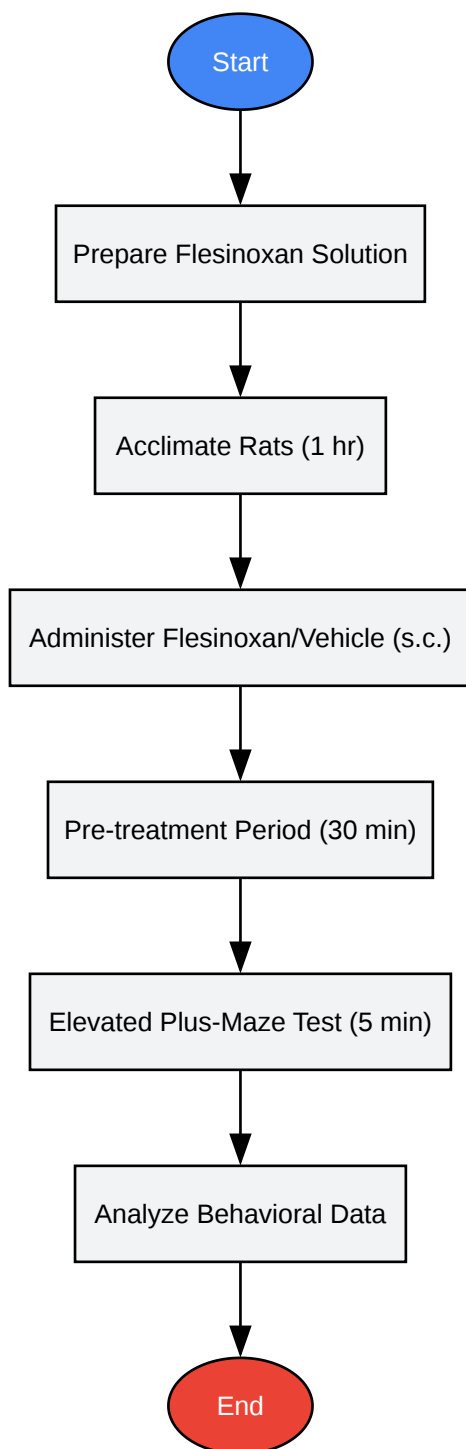 Start
Prepare Flesinoxan Solution
Acclimate Rats (1 hr)
Administer Flesinoxan/Vehicle (s.c.)
Pre-treatment Period (30 min)
Elevated Plus-Maze Test (5 min)
Analyze Behavioral Data
End